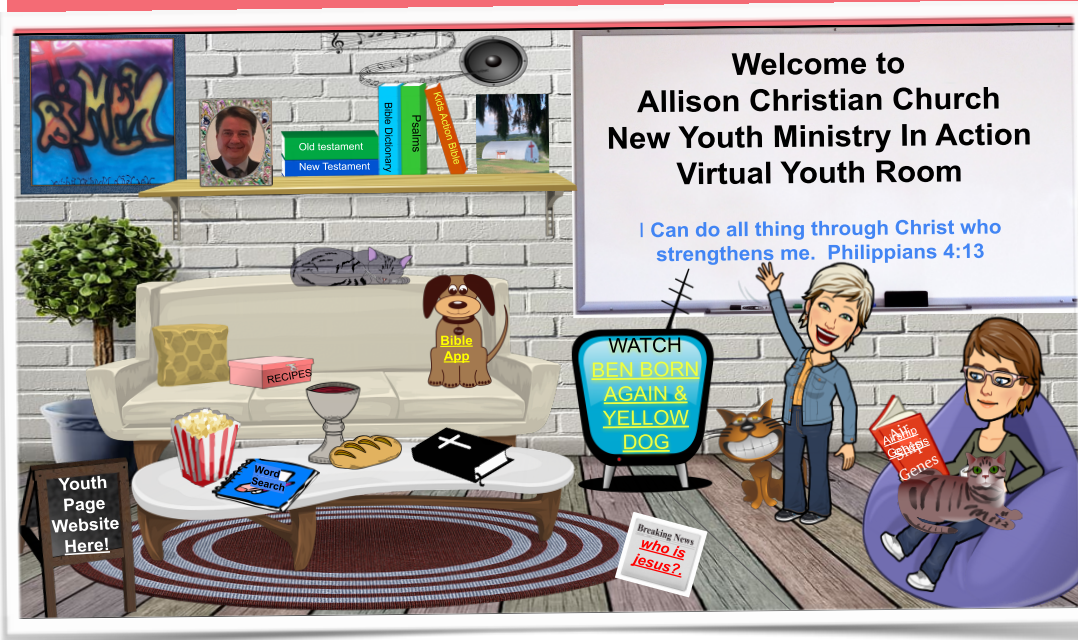 Welcome to
Allison Christian Church
New Youth Ministry In Action
Virtual Youth Room
I Can do all thing through Christ who
strengthens me.  Philippians 4:13
Old testament
New Testament
Bible Dictionary
Psalms
Kids Action Bible
Bible
App
RECIPES
WATCH
BEN BORN
AGAIN &
YELLOW
DOG
Word
Search
Youth
Page
Website
Here!
Breaking News
who is
jesus?.
Airship
Genesis